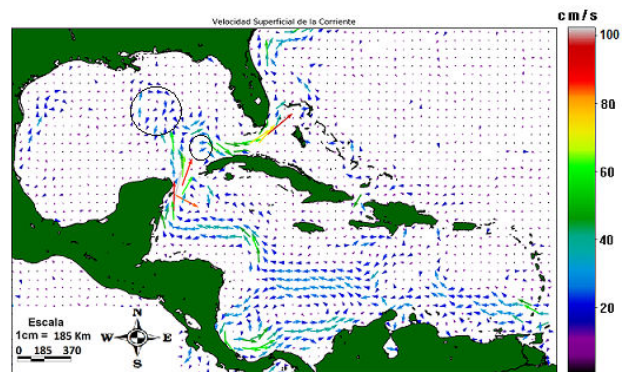 Velocidad Superficial de la Corriente
cm/s
100
80
60
40
20
Escala
1cm = 185 Km
0 185 370
N
W E
S